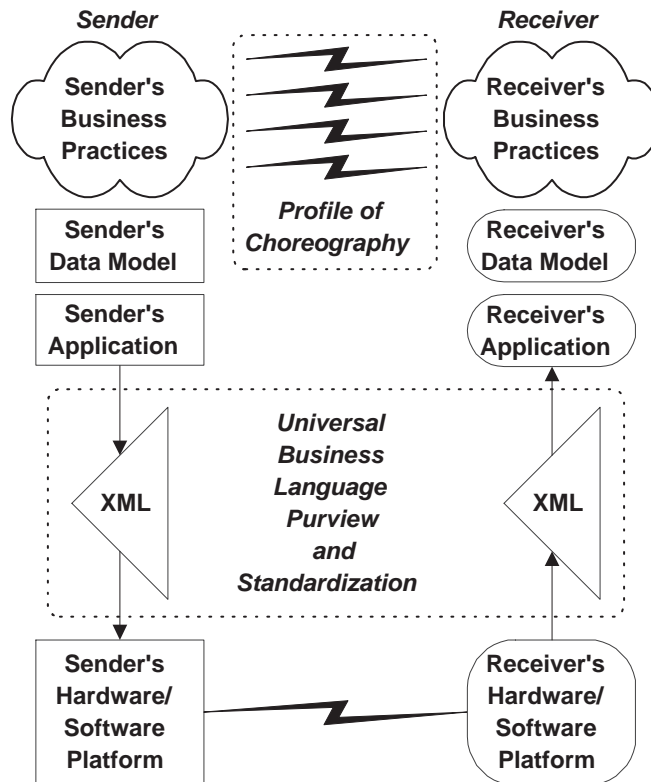 Sender
Receiver
Sender's
Business
Practices
Receiver's
Business
Practices
Profile of
Choreography
Sender's
Data Model
Receiver's
Data Model
Sender's
Application
Receiver's
Application
Universal
Business
Language
Purview
and
Standardization
XML
XML
Sender's
Hardware/
Software
Platform
Receiver's
Hardware/
Software
Platform